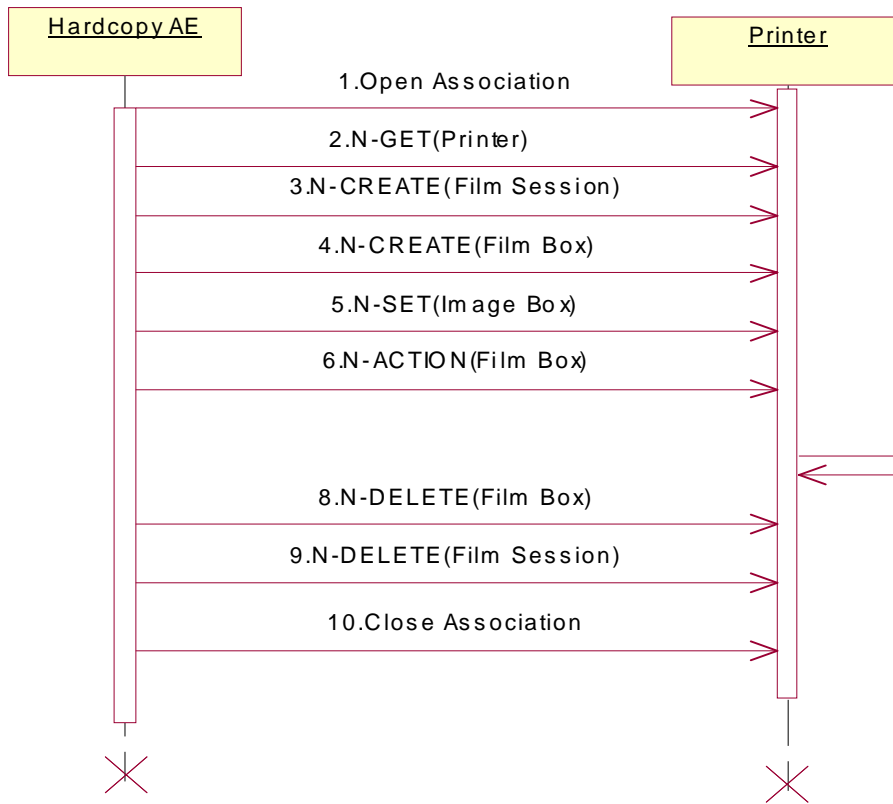 Hardcopy AE
Printer
1.Open Association
2.N-GET(Printer)
3.N-CREATE(Film Session)
4.N-CREATE(Film Box)
5.N-SET(Image Box)
6.N-ACTION(Film Box)
8.N-DELETE(Film Box)
9.N-DELETE(Film Session)
10.Close Association